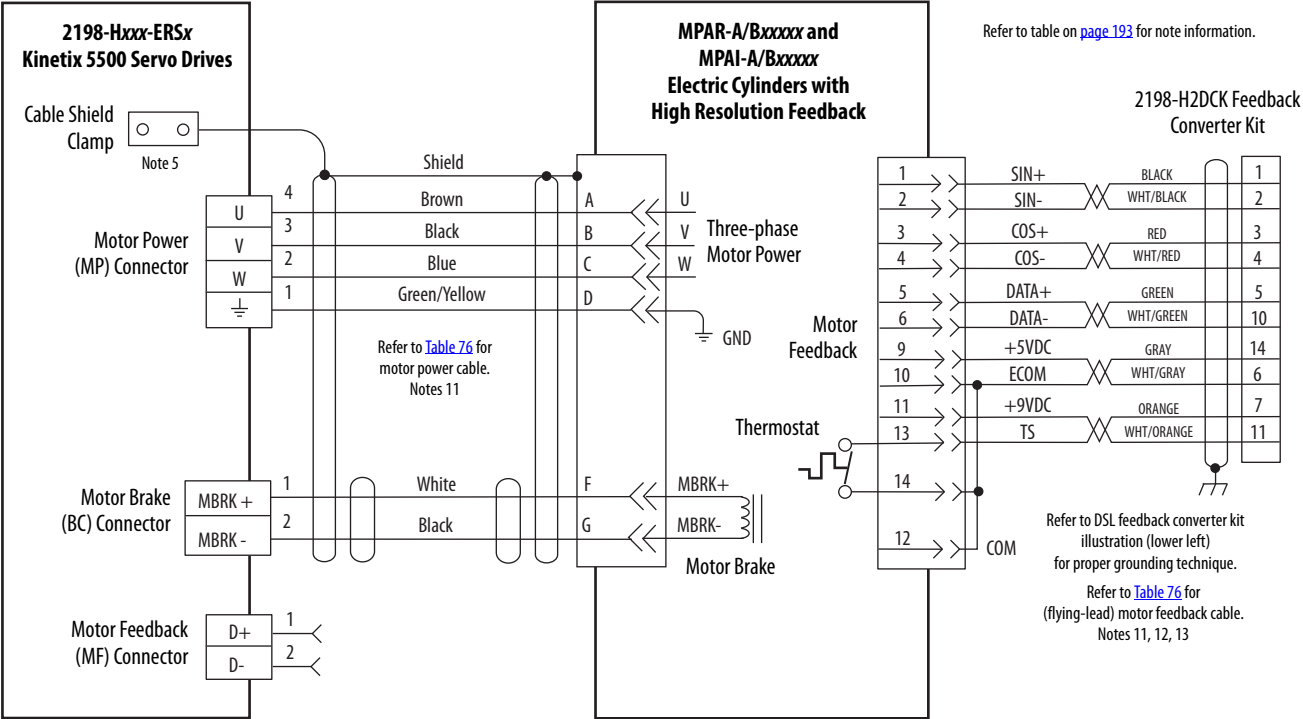 2198-Hxxx-ERSx
Kinetix 5500 Servo Drives
Cable Shield
Clamp
Note 5
Motor Power
(MP) Connector
U
V
W
4
3
2
1
Shield
Brown
Black
Blue
Green/Yellow
Refer to Table 76 for
motor power cable.
Notes 11
Motor Brake
(BC) Connector
MBRK +
MBRK -
1
2
White
Black
Motor Feedback
(MF) Connector
D+
D-
1
2
MPAR-A/Bxxxxx and
MPAI-A/Bxxxxx
Electric Cylinders with
High Resolution Feedback
A
B
C
D
U
V
W
Three-phase
Motor Power
GND
F
G
MBRK+
MBRK-
Motor Brake
Motor
Feedback
Thermostat
Refer to table on page 193 for note information.
2198-H2DCK Feedback
Converter Kit
1 SIN+ BLACK 1
2 SIN- WHT/BLACK 2
3 COS+ RED 3
4 COS- WHT/RED 4
5 DATA+ GREEN 5
6 DATA- WHT/GREEN 10
9 +5VDC GRAY 14
10 ECOM WHT/GRAY 6
11 +9VDC ORANGE 7
13 TS WHT/ORANGE 11
14
12 COM
Refer to DSL feedback converter kit
illustration (lower left)
for proper grounding technique.
Refer to Table 76 for
(flying-lead) motor feedback cable.
Notes 11, 12, 13